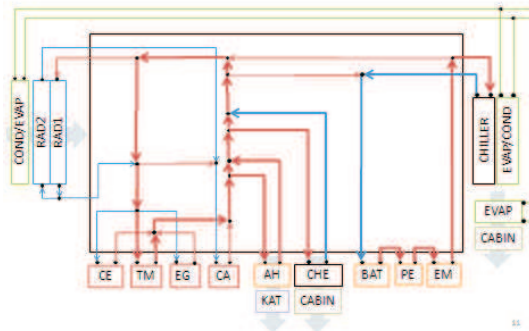 COND/EVAP
RAD2
RAD1
CHILLER
EVAP/COND
EVAP
CABIN
CE TM EG CA AH CHE BAT PE EM
KAT CABIN